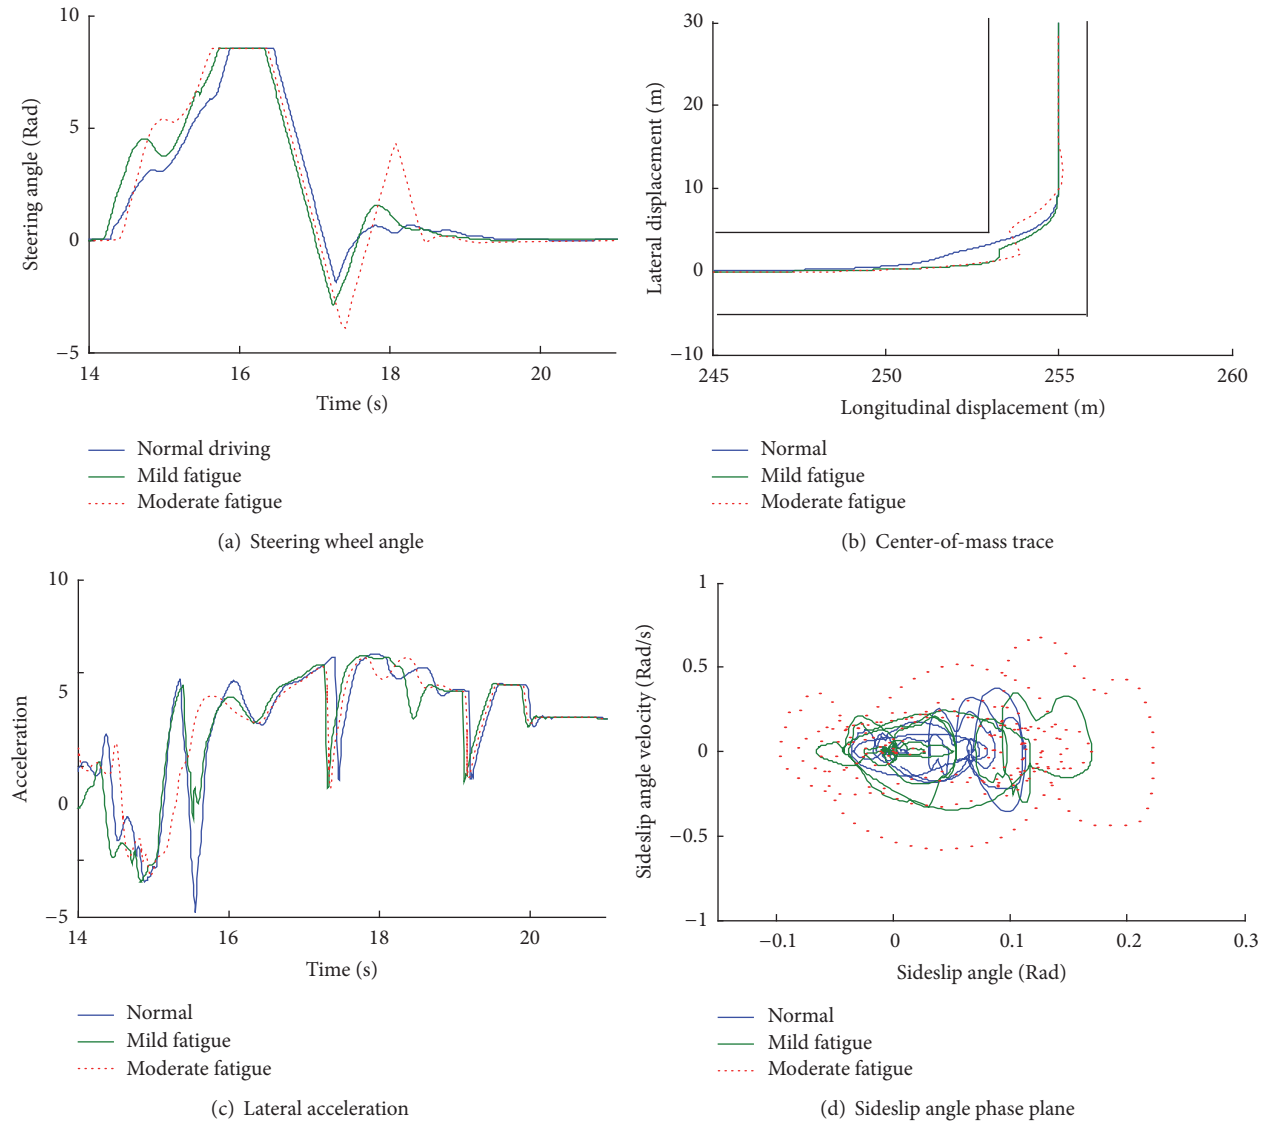 10
5
0
−5
Steering angle (Rad)
14
16
18
20
Time (s)
Normal driving
Mild fatigue
Moderate fatigue
(a) Steering wheel angle
30
20
10
0
−10
Lateral displacement (m)
245
250
255
260
Longitudinal displacement (m)
Normal
Mild fatigue
Moderate fatigue
(b) Center-of-mass trace
10
5
0
−5
Acceleration
14
16
18
20
Time (s)
Normal
Mild fatigue
Moderate fatigue
(c) Lateral acceleration
1
0.5
0
−0.5
−1
Sideslip angle velocity (Rad/s)
−0.1
0
0.1
0.2
0.3
Sideslip angle (Rad)
Normal
Mild fatigue
Moderate fatigue
(d) Sideslip angle phase plane